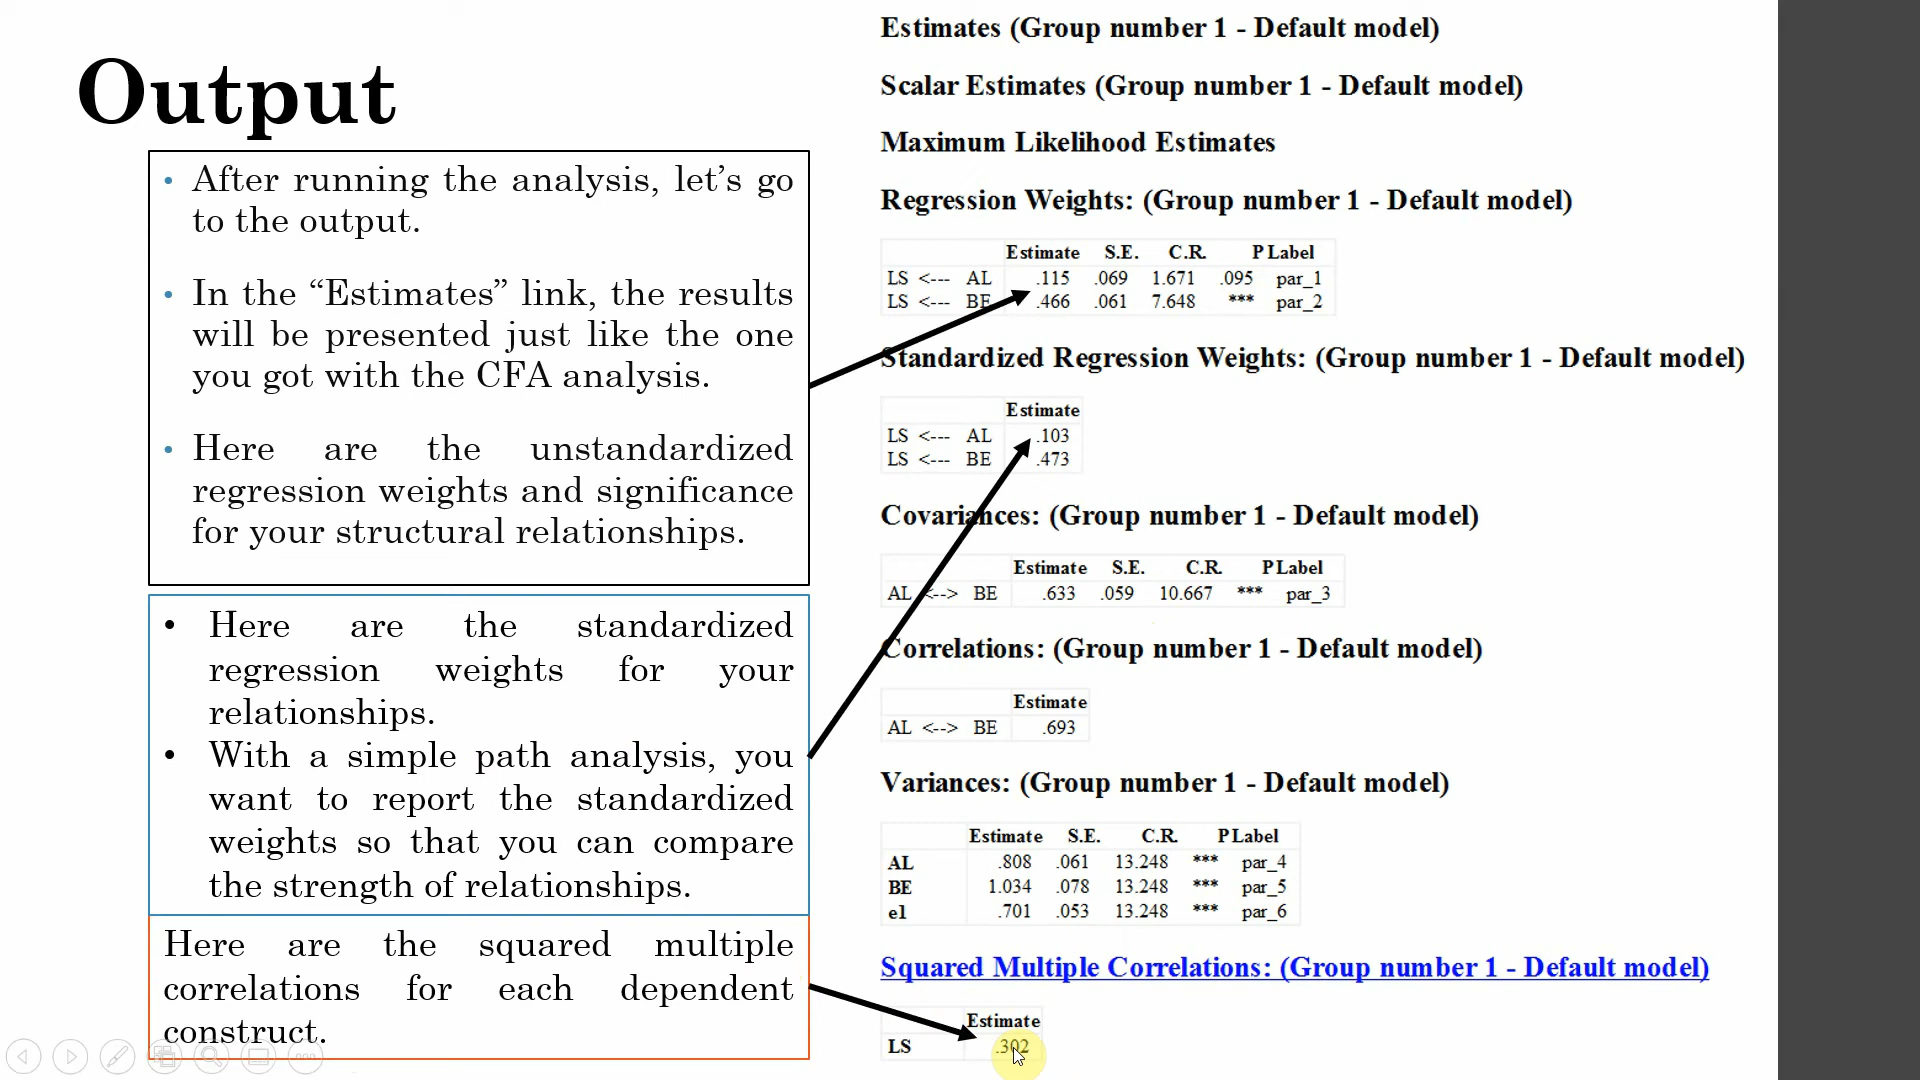 Output
• After running the analysis, let’s go
to the output.
• In the “Estimates” link, the results
will be presented just like the one
you got with the CFA analysis.
• Here are the unstandardized
regression weights and significance
for your structural relationships.
• Here are the standardized
regression weights for your
relationships.
• With a simple path analysis, you
want to report the standardized
weights so that you can compare
the strength of relationships.
Here are the squared multiple
correlations for each dependent
construct.
Estimates (Group number 1 - Default model)
Scalar Estimates (Group number 1 - Default model)
Maximum Likelihood Estimates
Regression Weights: (Group number 1 - Default model)
Estimate S.E. C.R. P Label
LS <--- AL .115 .069 1.671 .095 par_1
LS <--- BE .466 .061 7.648 *** par_2
Standardized Regression Weights: (Group number 1 - Default model)
Estimate
LS <--- AL .103
LS <--- BE .473
Covariances: (Group number 1 - Default model)
Estimate S.E. C.R. P Label
AL <--> BE .633 .059 10.667 *** par_3
Correlations: (Group number 1 - Default model)
Estimate
AL <--> BE .693
Variances: (Group number 1 - Default model)
Estimate S.E. C.R. P Label
AL .808 .061 13.248 *** par_4
BE 1.034 .078 13.248 *** par_5
e1 .701 .053 13.248 *** par_6
Squared Multiple Correlations: (Group number 1 - Default model)
Estimate
LS .302